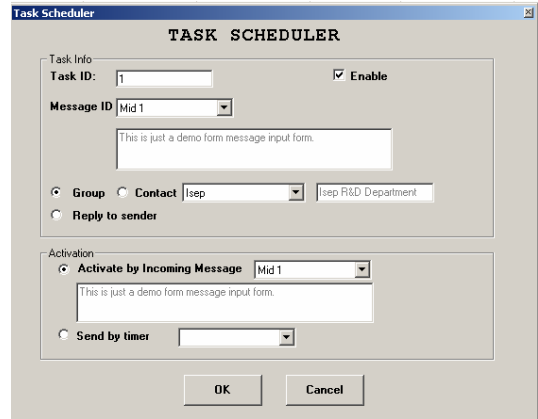 Task Scheduler
TASK SCHEDULER
Task Info
Task ID: 1 Enable
Message ID Mid 1
This is just a demo form message input form.
Group Contact Isep Isep R&D Department
Reply to sender
Activation
Activate by Incoming Message Mid 1
This is just a demo form message input form.
Send by timer
OK Cancel